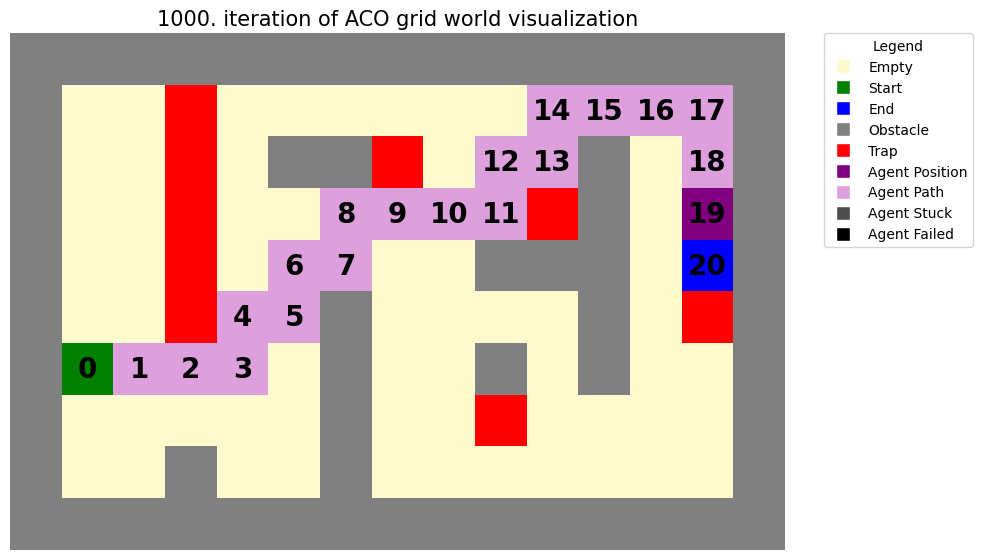 1000. iteration of ACO grid world visualization
Legend
Empty
Start
End
Obstacle
Trap
Agent Position
Agent Path
Agent Stuck
Agent Failed
14 15 16 17
12 13 18
8 9 10 11 19
6 7 20
4 5
0 1 2 3